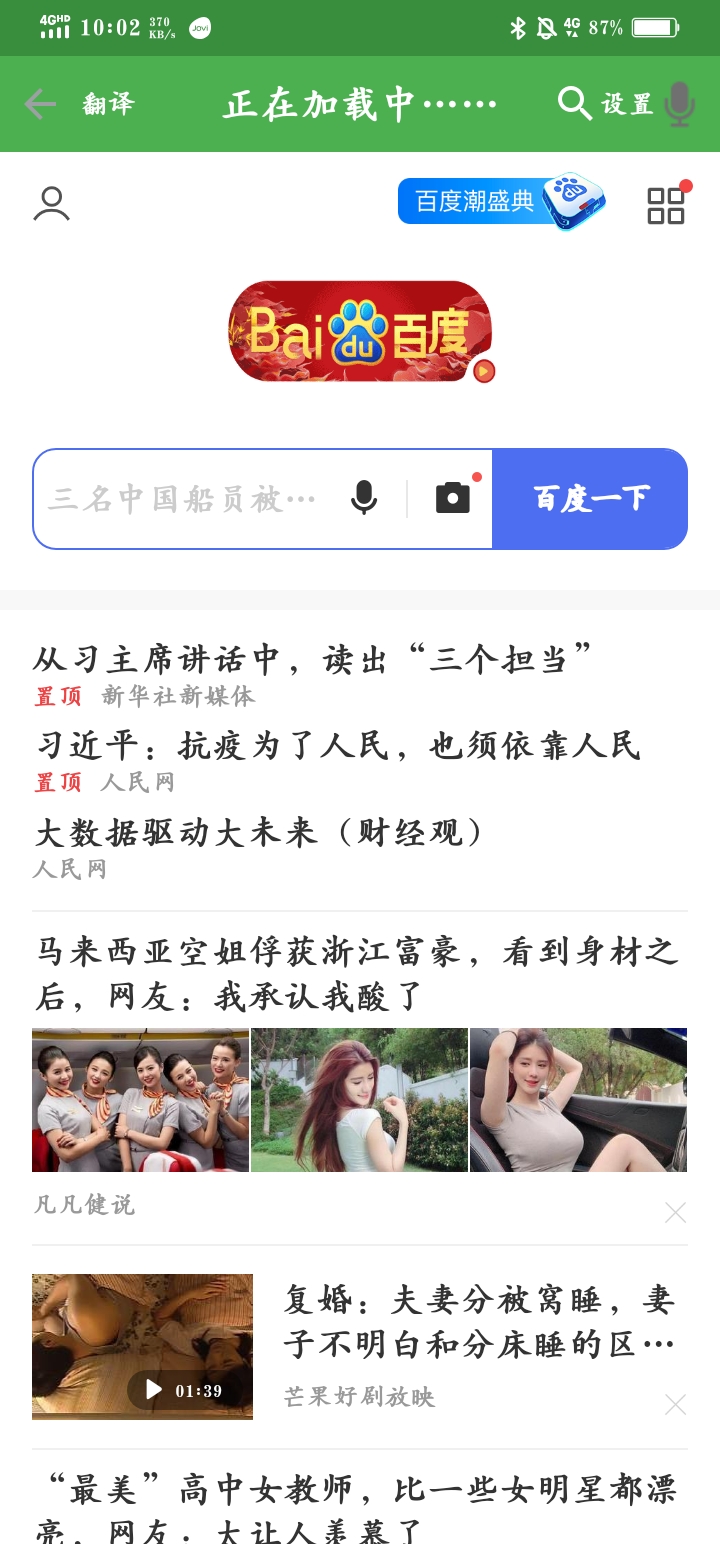 4GHD 10:02 370 KB/s Jovi 4G 87%
翻译 正在加载中…… 设置
百度潮盛典 du
Bai du 百度
三名中国船员被… 百度一下
从习主席讲话中，读出“三个担当”
置顶 新华社新媒体
习近平：抗疫为了人民，也须依靠人民
置顶 人民网
大数据驱动大未来（财经观）
人民网
马来西亚空姐俘获浙江富豪，看到身材之
后，网友：我承认我酸了
凡凡健说
复婚：夫妻分被窝睡，妻
子不明白和分床睡的区…
01:39
芒果好剧放映
“最美”高中女教师，比一些女明星都漂
亮，网友：太让人羡慕了